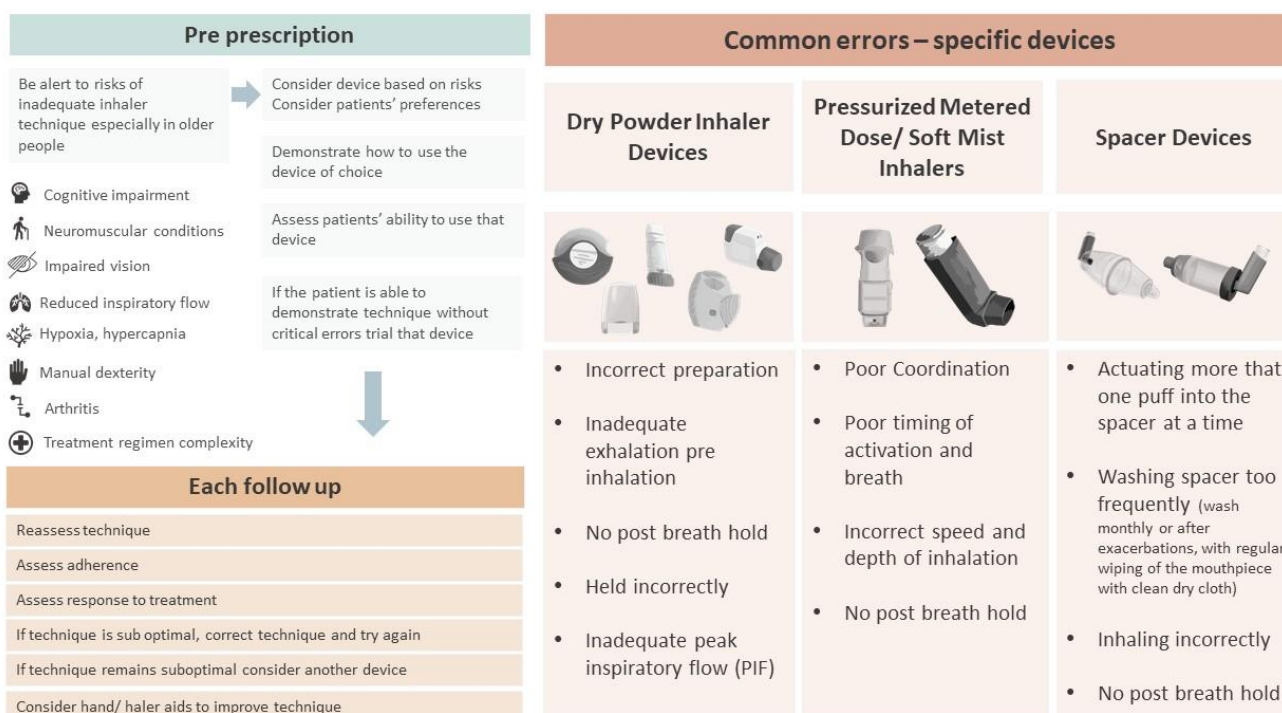 Pre prescription
Be alert to risks of
inadequate inhaler
technique especially in older
people
Cognitive impairment
Neuromuscular conditions
Impaired vision
Reduced inspiratory flow
Hypoxia, hypercapnia
Manual dexterity
Arthritis
Treatment regimen complexity
Consider device based on risks
Consider patients' preferences
Demonstrate how to use the
device of choice
Assess patients' ability to use that
device
If the patient is able to
demonstrate technique without
critical errors trial that device
Each follow up
Reassess technique
Assess adherence
Assess response to treatment
If technique is sub optimal, correct technique and try again
If technique remains suboptimal consider another device
Consider hand/ haler aids to improve technique
Common errors – specific devices
Dry Powder Inhaler
Devices
• Incorrect preparation
• Inadequate
exhalation pre
inhalation
• No post breath hold
• Held incorrectly
• Inadequate peak
inspiratory flow (PIF)
Pressurized Metered
Dose/ Soft Mist
Inhalers
• Poor Coordination
• Poor timing of
activation and
breath
• Incorrect speed and
depth of inhalation
• No post breath hold
Spacer Devices
• Actuating more that
one puff into the
spacer at a time
• Washing spacer too
frequently (wash
monthly or after
exacerbations, with regular
wiping of the mouthpiece
with clean dry cloth)
• Inhaling incorrectly
• No post breath hold